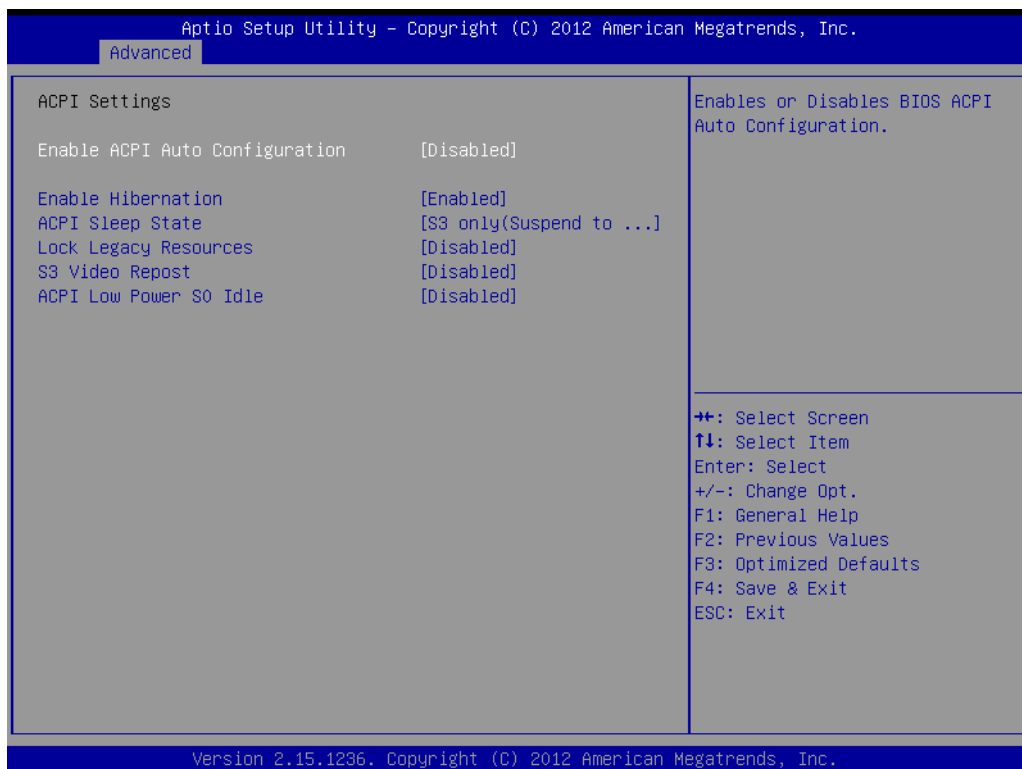 Aptio Setup Utility – Copyright (C) 2012 American Megatrends, Inc.
Advanced
ACPI Settings
Enable ACPI Auto Configuration [Disabled]
Enable Hibernation [Enabled]
ACPI Sleep State [S3 only(Suspend to ...]
Lock Legacy Resources [Disabled]
S3 Video Repost [Disabled]
ACPI Low Power S0 Idle [Disabled]
Enables or Disables BIOS ACPI
Auto Configuration.
→←: Select Screen
↑↓: Select Item
Enter: Select
+/-: Change Opt.
F1: General Help
F2: Previous Values
F3: Optimized Defaults
F4: Save & Exit
ESC: Exit
Version 2.15.1236. Copyright (C) 2012 American Megatrends, Inc.